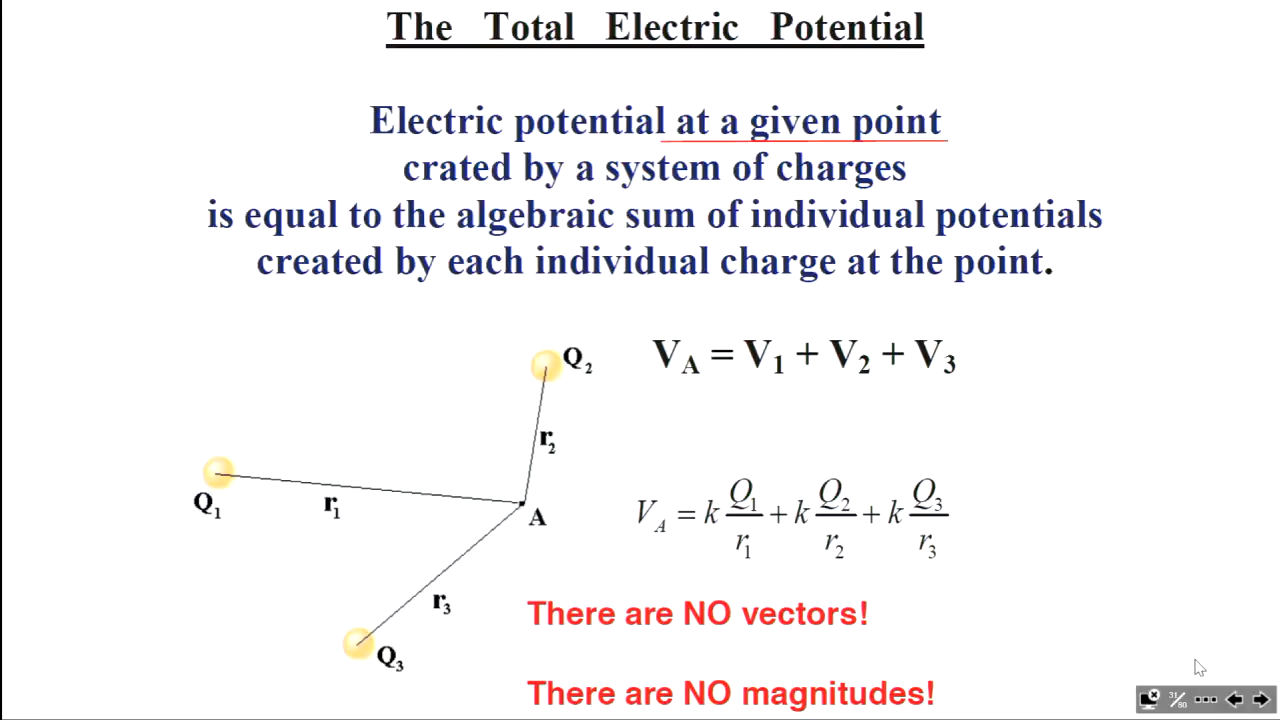 The Total Electric Potential
Electric potential at a given point
crated by a system of charges
is equal to the algebraic sum of individual potentials
created by each individual charge at the point.
Q₂
V_A = V₁ + V₂ + V₃
r₂
Q₁
r₁
A
V_A = k Q₁/r₁ + k Q₂/r₂ + k Q₃/r₃
r₃
There are NO vectors!
Q₃
There are NO magnitudes!
31/80